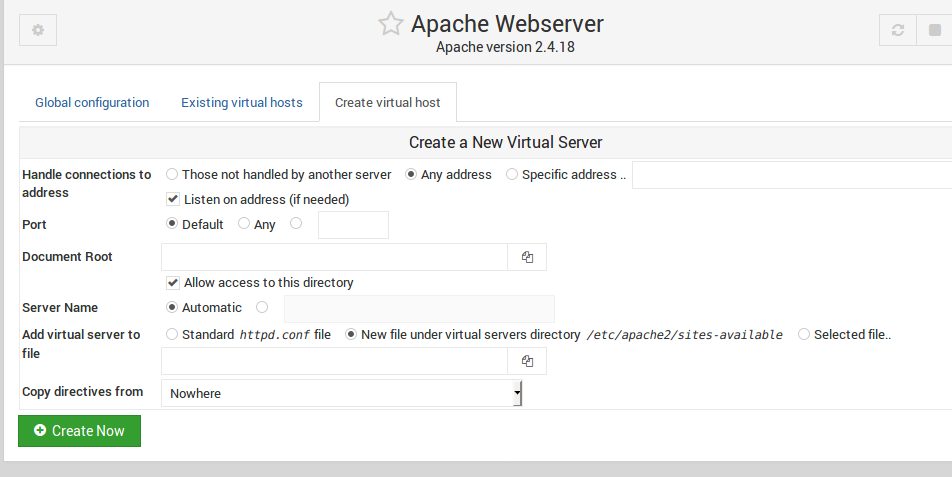 Apache Webserver
Apache version 2.4.18
Global configuration Existing virtual hosts Create virtual host
Create a New Virtual Server
Handle connections to address Those not handled by another server Any address Specific address ..
Listen on address (if needed)
Port Default Any
Document Root
Allow access to this directory
Server Name Automatic
Add virtual server to file Standard httpd.conf file New file under virtual servers directory /etc/apache2/sites-available Selected file..
Copy directives from Nowhere
Create Now